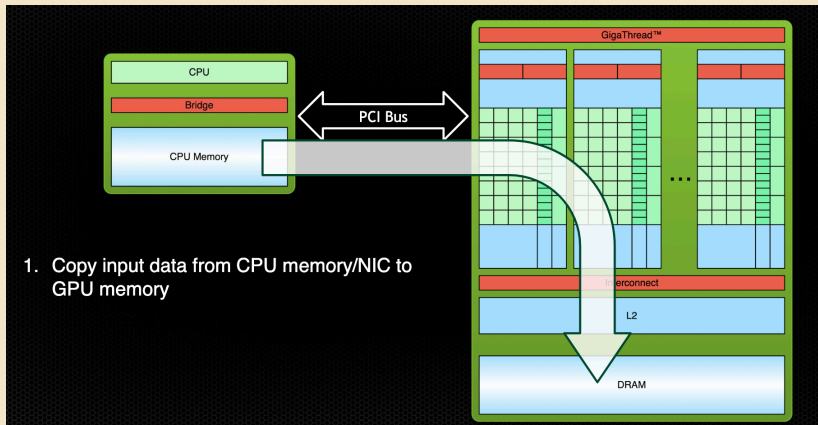 GigaThread™
CPU
Bridge
PCI Bus
CPU Memory
...
1. Copy input data from CPU memory/NIC to
GPU memory
Interconnect
L2
DRAM